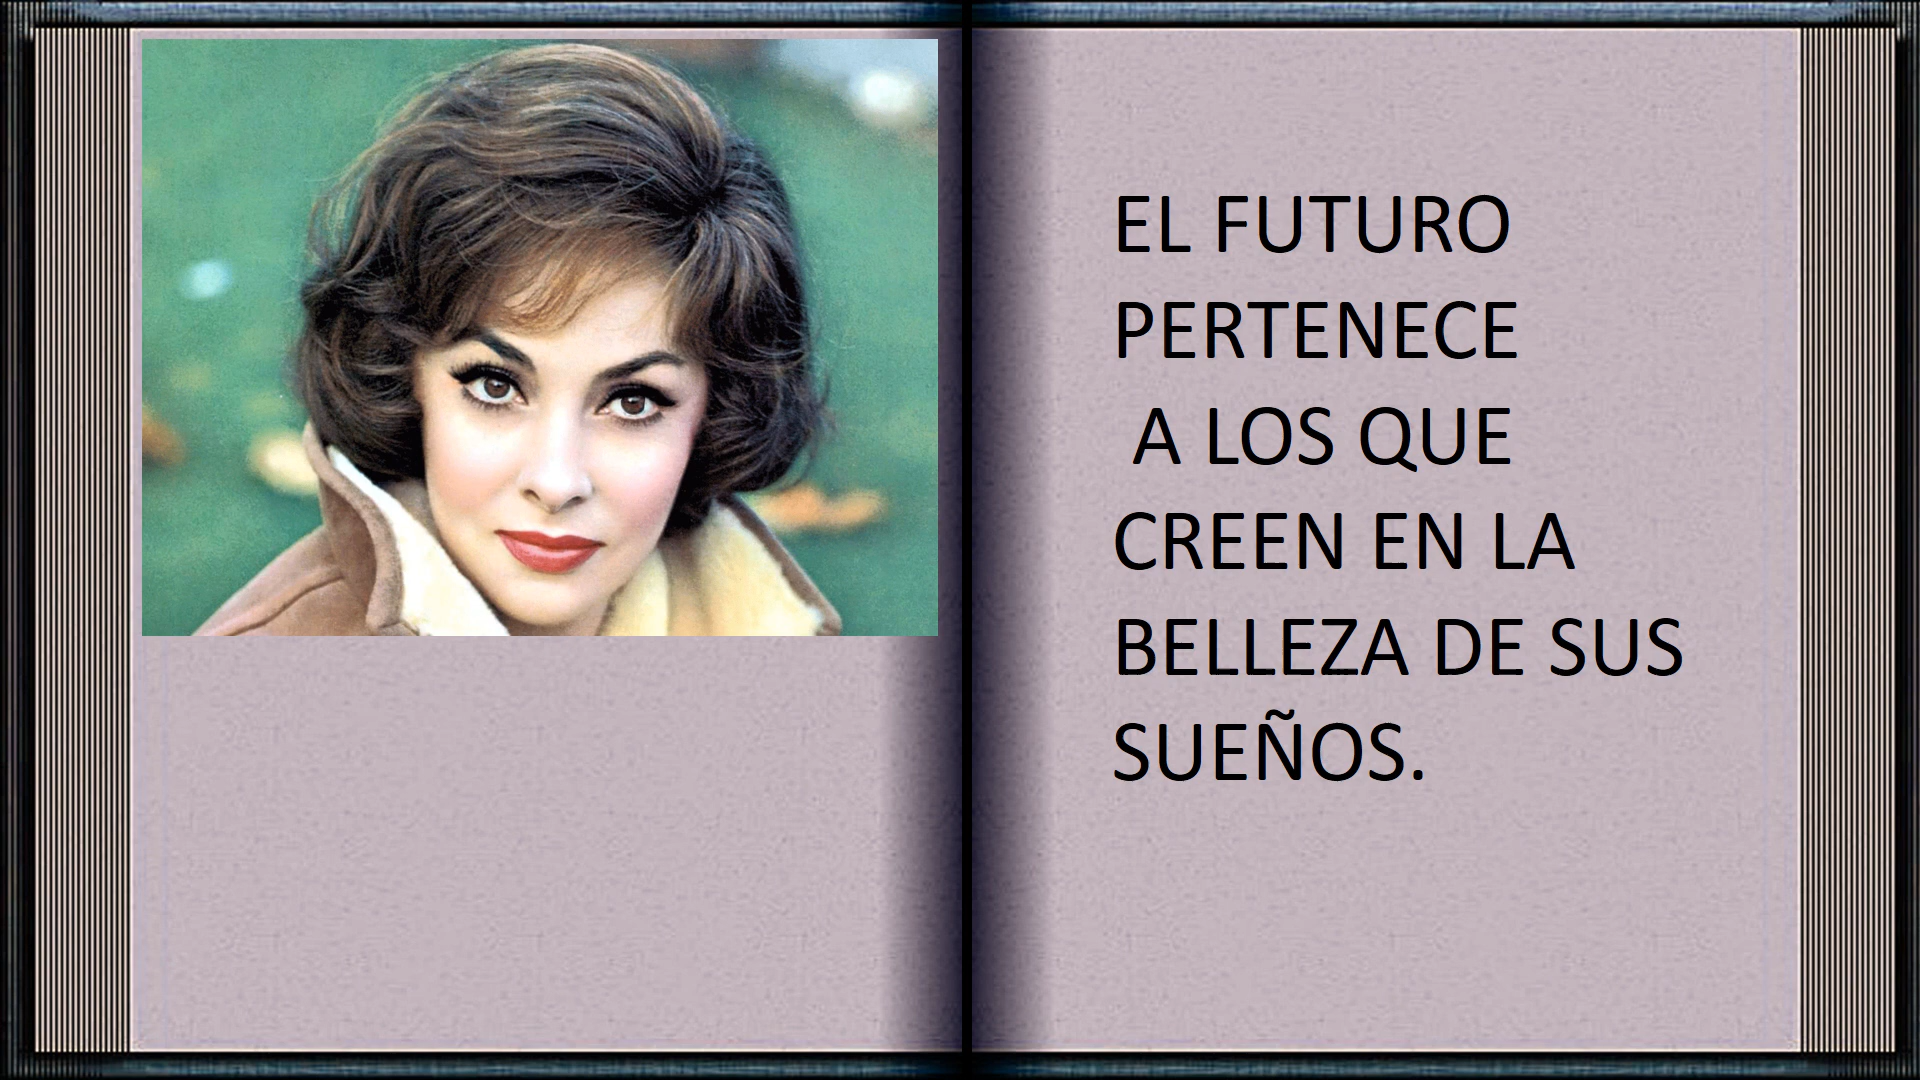 EL FUTURO
PERTENECE
A LOS QUE
CREEN EN LA
BELLEZA DE SUS
SUEÑOS.